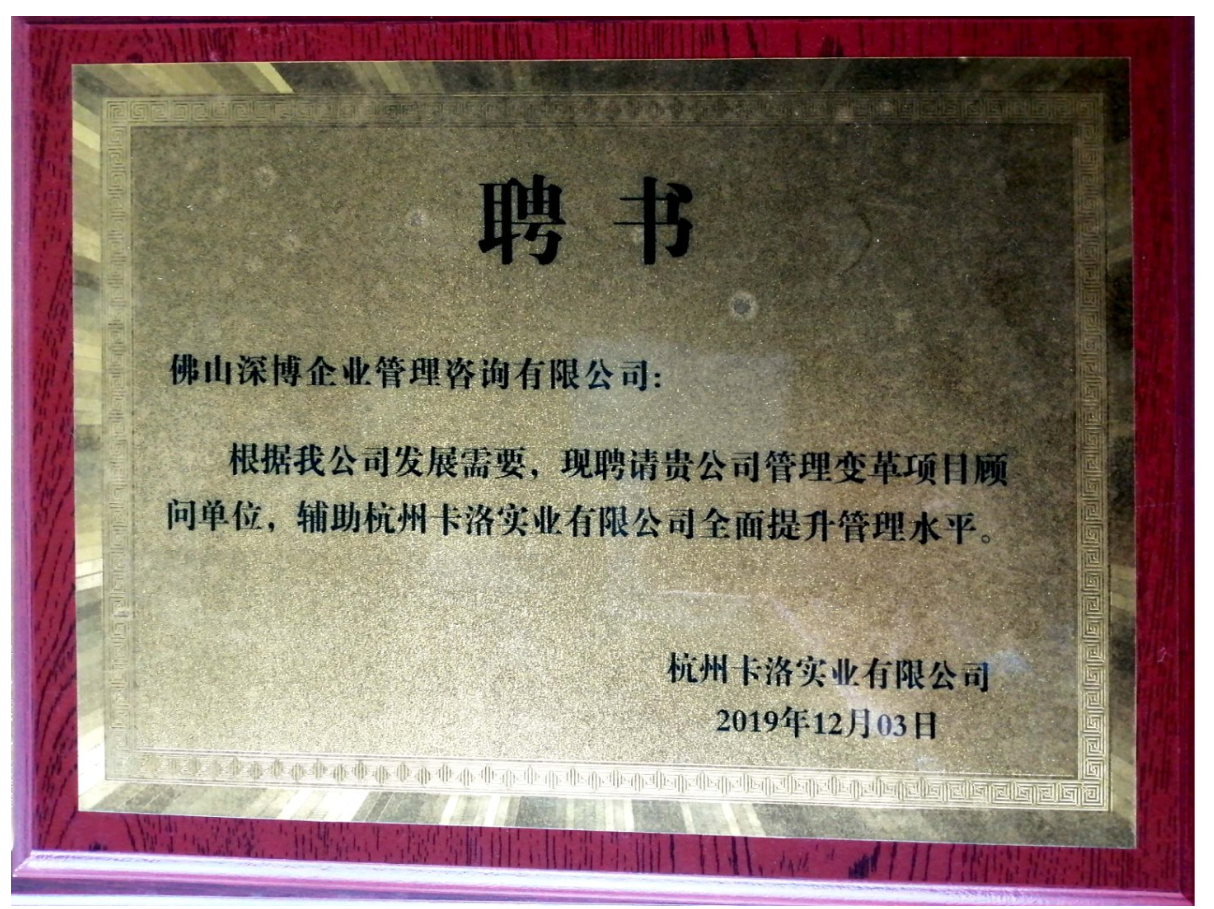 聘书
佛山深博企业管理咨询有限公司：
根据我公司发展需要，现聘请贵公司管理变革项目顾
问单位，辅助杭州卡洛实业有限公司全面提升管理水平。
杭州卡洛实业有限公司
2019年12月03日